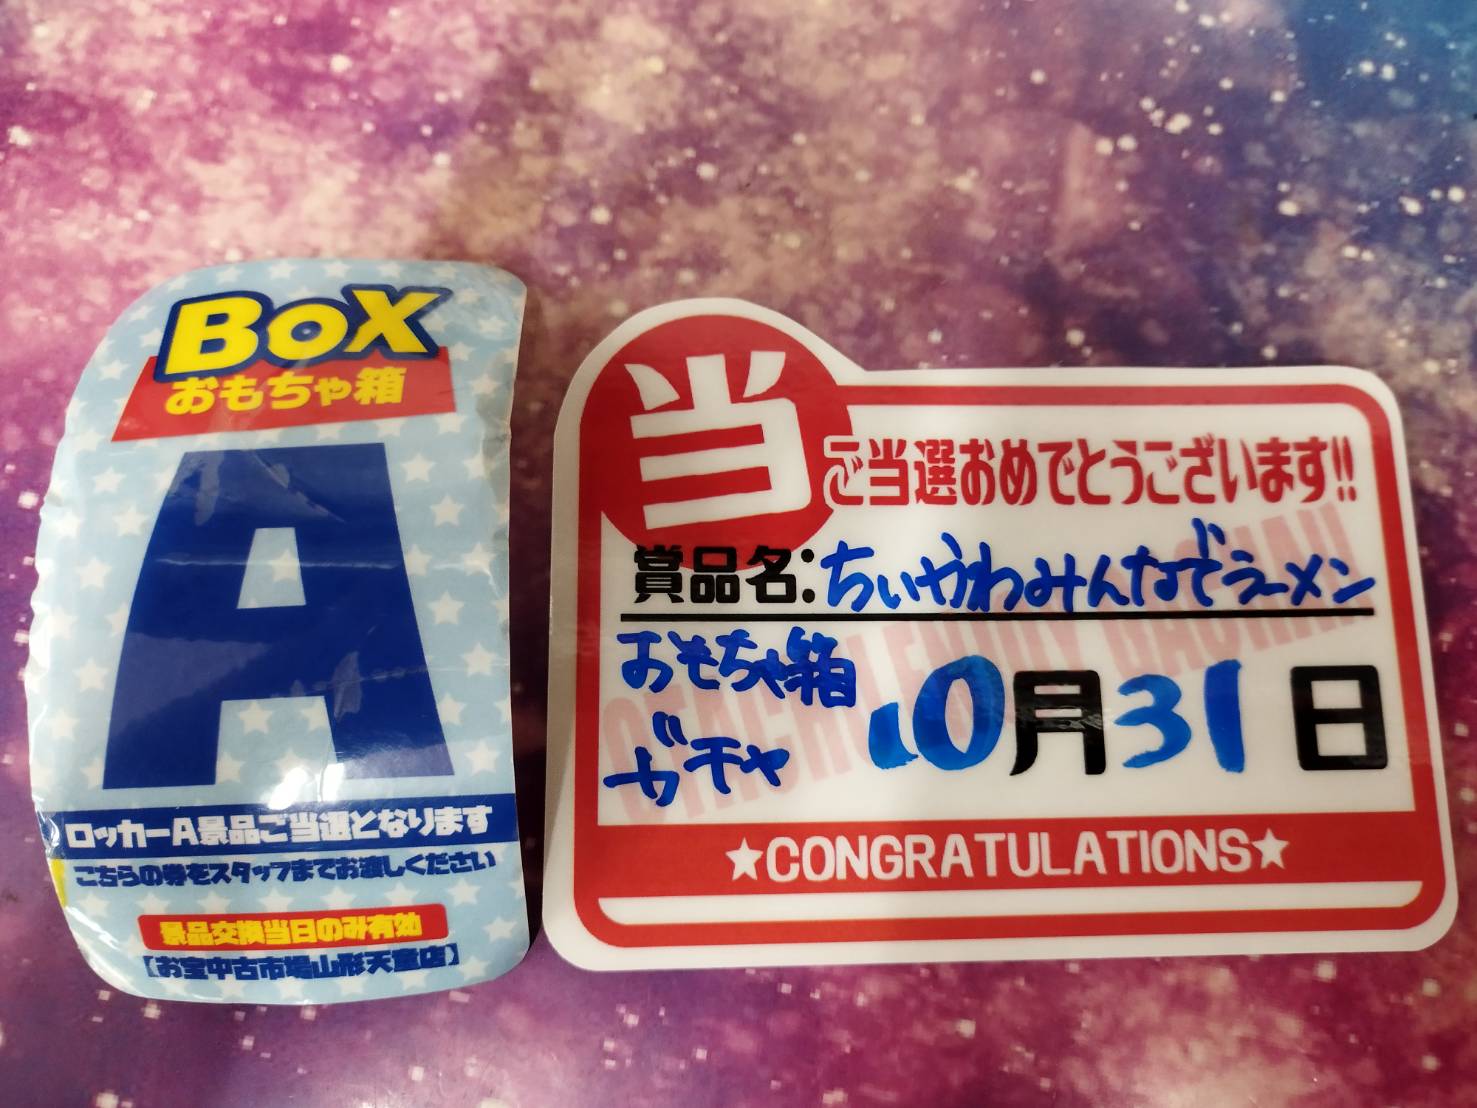 BOX
おもちゃ箱
A
ロッカーA景品ご当選となります
こちらの券をスタッフまでお渡しください
景品交換当日のみ有効
【お宝中古市場山形天童店】
当
ご当選おめでとうございます!!
賞品名:ちいかわみんなでラーメン
おもちゃ箱
ガチャ
10月31日
★CONGRATULATIONS★